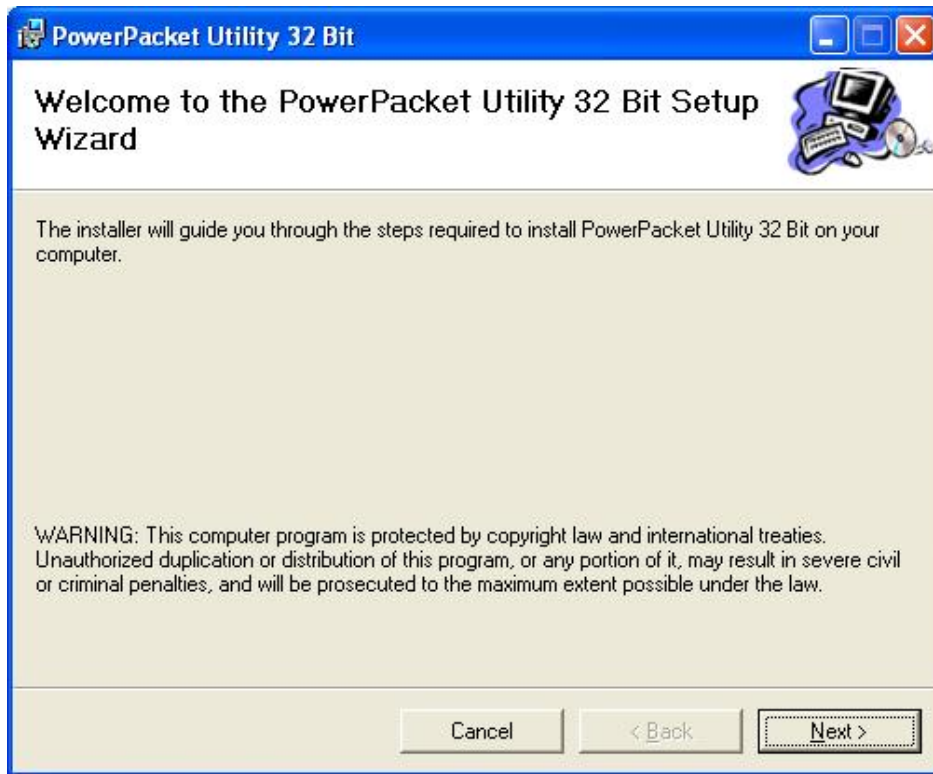 PowerPacket Utility 32 Bit
Welcome to the PowerPacket Utility 32 Bit Setup
Wizard
The installer will guide you through the steps required to install PowerPacket Utility 32 Bit on your
computer.
WARNING: This computer program is protected by copyright law and international treaties.
Unauthorized duplication or distribution of this program, or any portion of it, may result in severe civil
or criminal penalties, and will be prosecuted to the maximum extent possible under the law.
Cancel
< Back
Next >